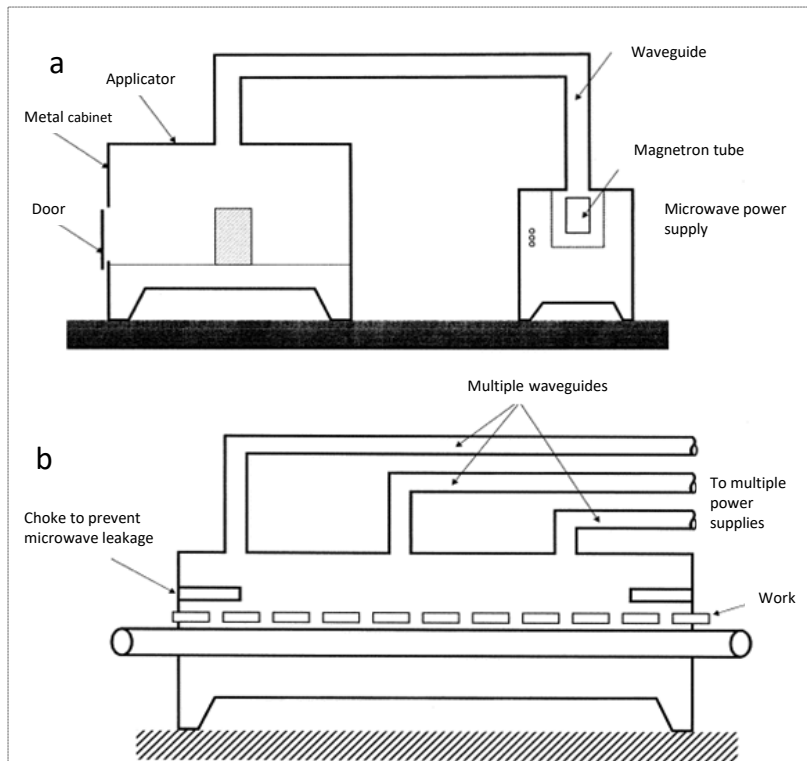 a
Waveguide
Applicator
Metal cabinet
Magnetron tube
Door
Microwave power
supply
Multiple waveguides
b
To multiple
power
supplies
Choke to prevent
microwave leakage
Work